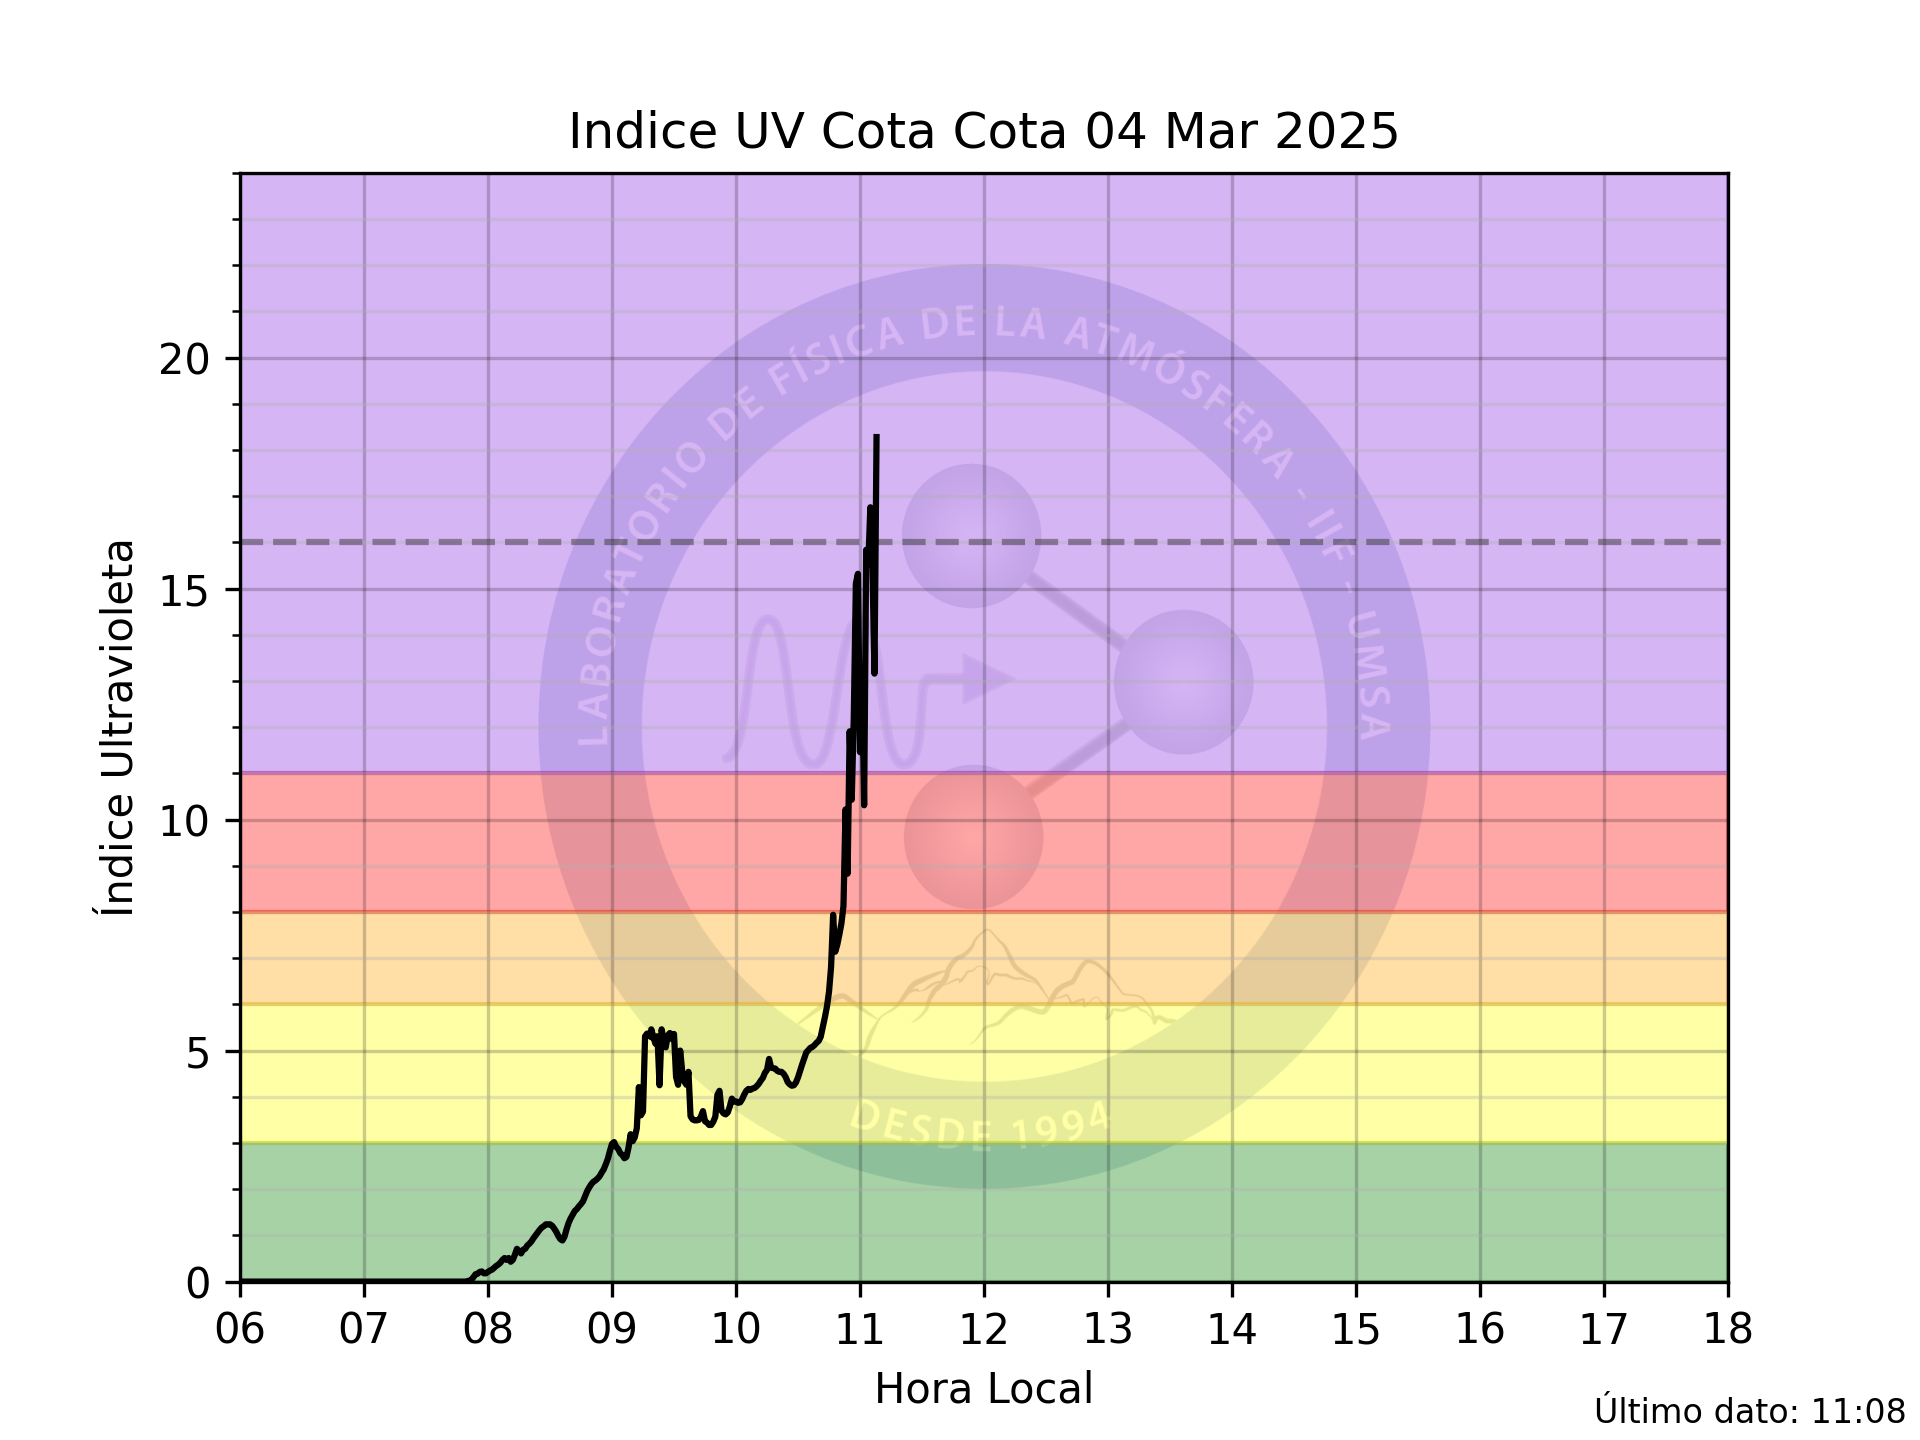 Indice UV Cota Cota 04 Mar 2025
Índice Ultravioleta
20
15
10
5
0
LABORATORIO DE FÍSICA DE LA ATMÓSFERA - IIF - UMSA
DESDE 1994
06 07 08 09 10 11 12 13 14 15 16 17 18
Hora Local
Último dato: 11:08